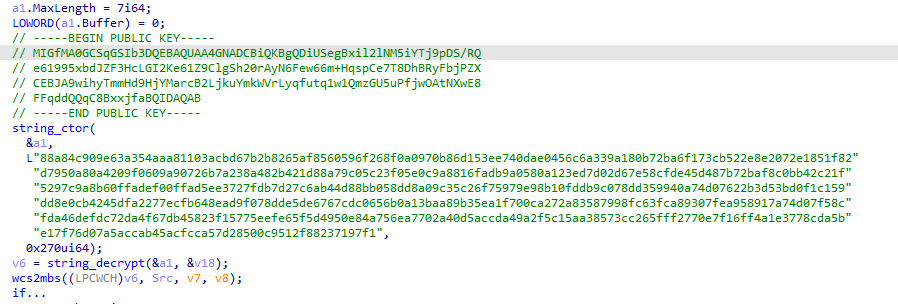 a1.MaxLength = 7i64;
LOWORD(a1.Buffer) = 0;
// -----BEGIN PUBLIC KEY-----
// MIGfMA0GCSqGSIb3DQEBAQUAA4GNADCBiQKBgQDiUSegBxil2lNM5iYTj9pDS/RQ
// e61995xbdJZF3HcLGI2Ke61Z9ClgSh20rAyN6Few66m+HqspCe7T8DhBRyFbjPZX
// CEBJA9wihyTmmHd9HjYMarcB2LjkuYmkWVrLyqfutq1w1QmzGU5uPfjwOAtNXwE8
// FFqddQQqC8BxxjfaBQIDAQAB
// -----END PUBLIC KEY-----
string_ctor(
&a1,
L"88a84c909e63a354aaa81103acbd67b2b8265af8560596f268f0a0970b86d153ee740dae0456c6a339a180b72ba6f173cb522e8e2072e1851f82"
"d7950a80a4209f0609a90726b7a238a482b421d88a79c05c23f05e0c9a8816fadb9a0580a123ed7d02d67e58cfde45d487b72baf8c0bb42c21f"
"5297c9a8b60ffadef00ffad5ee3727fdb7d27c6ab44d88bb058dd8a09c35c26f75979e98b10fddb9c078dd359940a74d07622b3d53bd0f1c159"
"dd8e0cb4245dfa2277ecfb648ead9f078dde5de6767cdc0656b0a13baa89b35ea1f700ca272a83587998fc63fca89307fea958917a74d07f58c"
"fda46defdc72da4f67db45823f15775eefe65f5d4950e84a756ea7702a40d5accda49a2f5c15aa38573cc265fff2770e7f16ff4a1e3778cda5b"
"e17f76d07a5accab45acfcca57d28500c9512f88237197f1",
0x270ui64);
v6 = string_decrypt(&a1, &v18);
wcs2mbs((LPCWCH)v6, Src, v7, v8);
if...